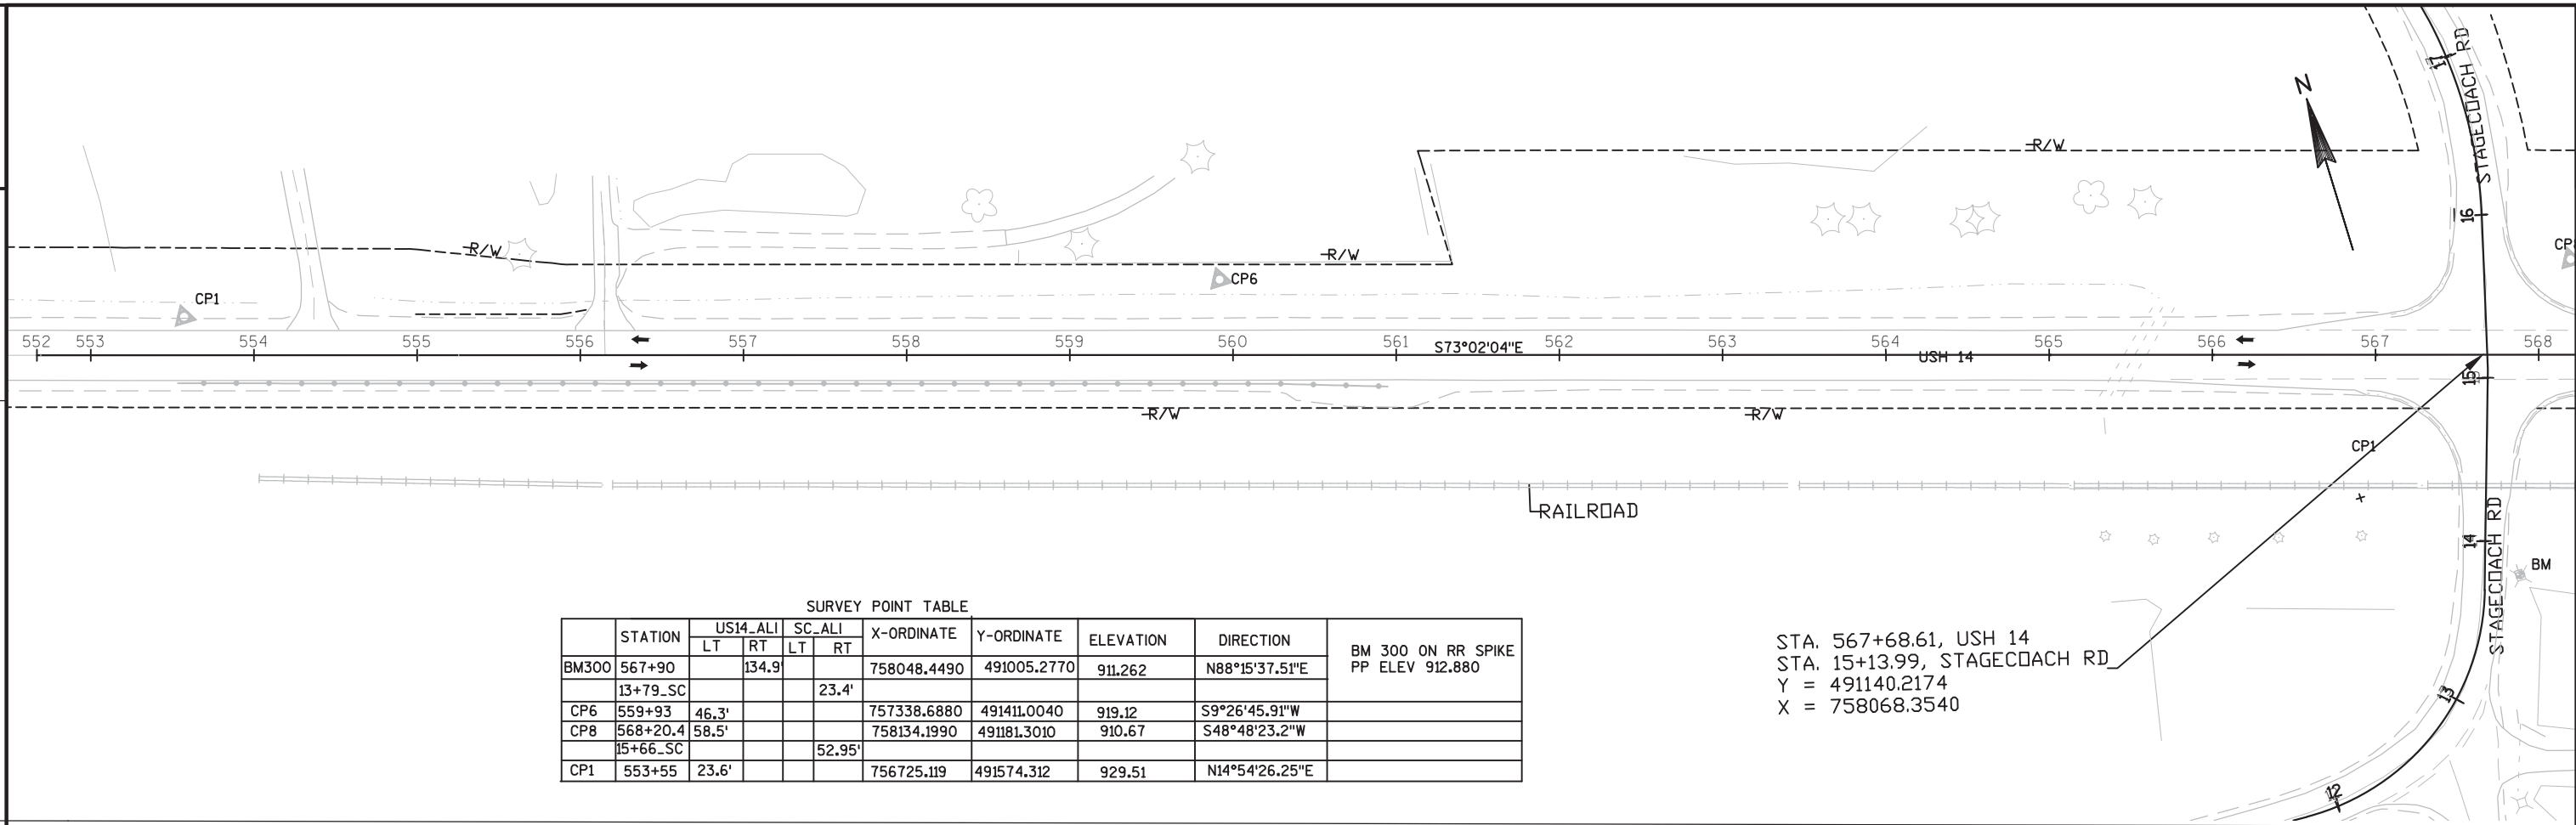 STAGECOACH RD
17
N
R/W
16
CP
R/W
R/W
CP6
CP1
552 553 554 555 556 557 558 559 560 561 562 563 564 565 566 567 568
S73°02'04"E
USH 14
15
R/W
R/W
CP1
RAILROAD
14
STAGECOACH RD
BM
13
12
SURVEY POINT TABLE
STATION US14_ALI SC_ALI X-ORDINATE Y-ORDINATE ELEVATION DIRECTION
LT RT LT RT
BM300 567+90 134.9' 758048.4490 491005.2770 911.262 N88°15'37.51"E
BM 300 ON RR SPIKE
PP ELEV 912.880
13+79_SC 23.4'
CP6 559+93 46.3' 757338.6880 491411.0040 919.12 S9°26'45.91"W
CP8 568+20.4 58.5' 758134.1990 491181.3010 910.67 S48°48'23.2"W
15+66_SC 52.95'
CP1 553+55 23.6' 756725.119 491574.312 929.51 N14°54'26.25"E
STA. 567+68.61, USH 14
STA. 15+13.99, STAGECOACH RD
Y = 491140.2174
X = 758068.3540